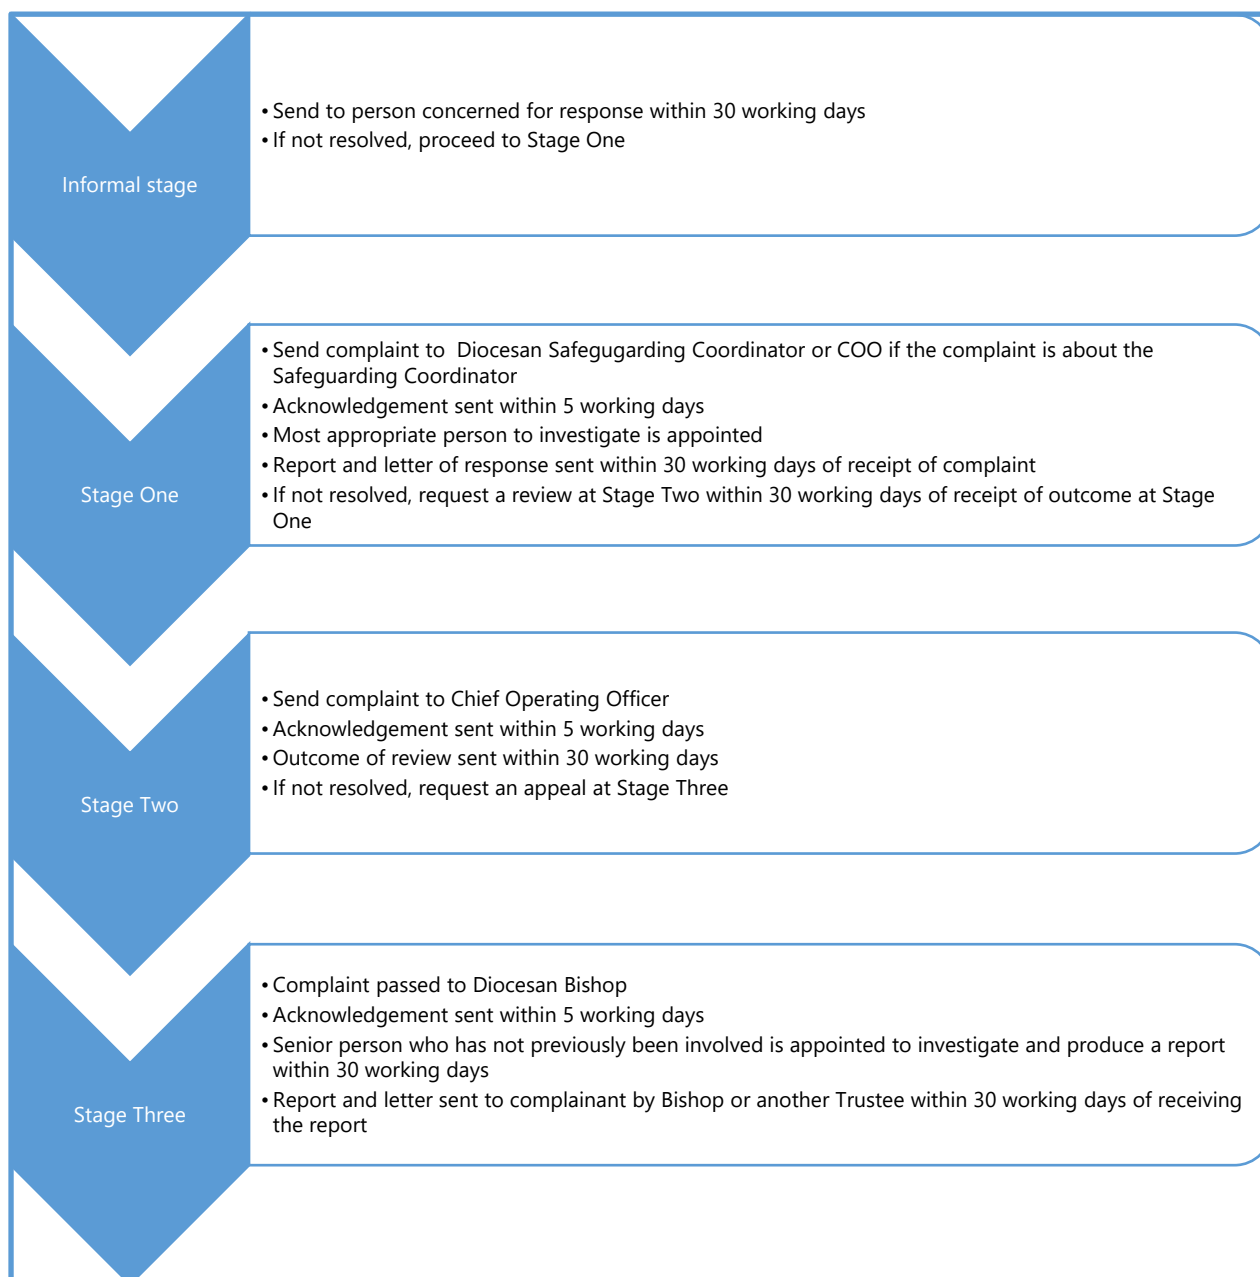 Informal stage
• Send to person concerned for response within 30 working days
• If not resolved, proceed to Stage One
Stage One
• Send complaint to  Diocesan Safegugarding Coordinator or COO if the complaint is about the
Safeguarding Coordinator
• Acknowledgement sent within 5 working days
• Most appropriate person to investigate is appointed
• Report and letter of response sent within 30 working days of receipt of complaint
• If not resolved, request a review at Stage Two within 30 working days of receipt of outcome at Stage
One
Stage Two
• Send complaint to Chief Operating Officer
• Acknowledgement sent within 5 working days
• Outcome of review sent within 30 working days
• If not resolved, request an appeal at Stage Three
Stage Three
• Complaint passed to Diocesan Bishop
• Acknowledgement sent within 5 working days
• Senior person who has not previously been involved is appointed to investigate and produce a report
within 30 working days
• Report and letter sent to complainant by Bishop or another Trustee within 30 working days of receiving
the report